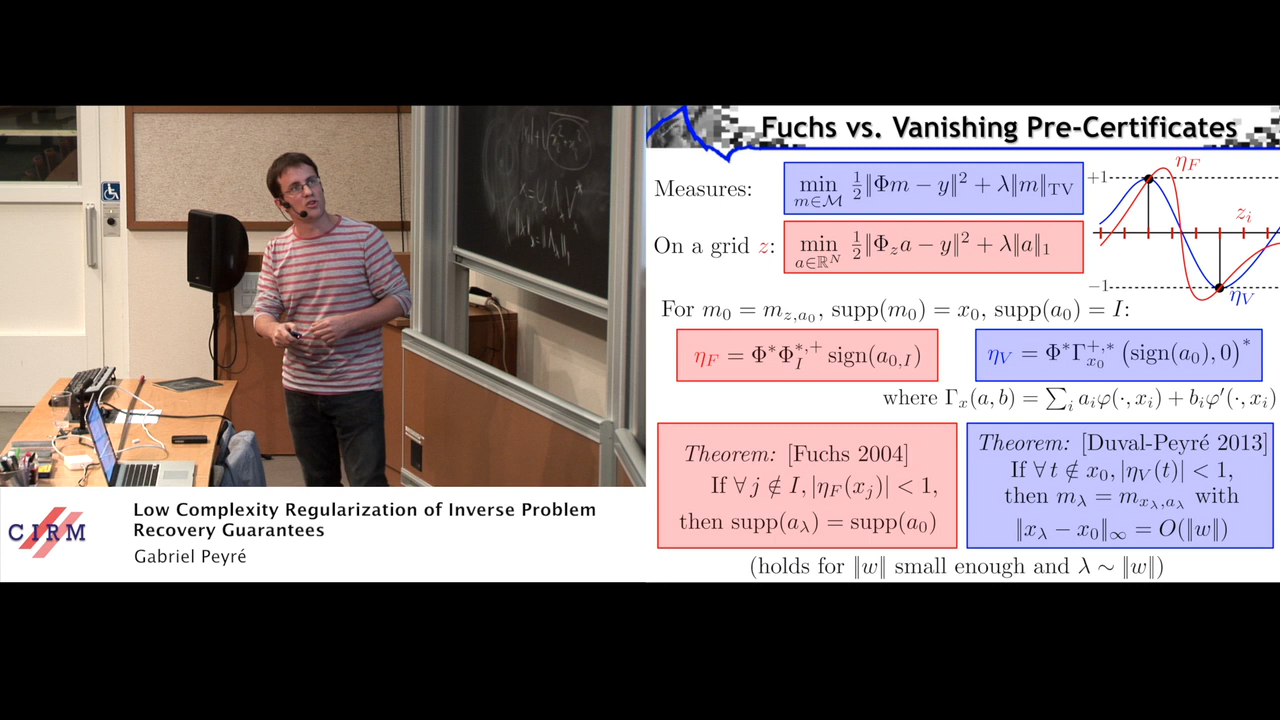 Fuchs vs. Vanishing Pre-Certificates
Measures: min_{m∈ℳ} ½‖Φm − y‖² + λ‖m‖_TV
On a grid z: min_{a∈ℝ^N} ½‖Φ_z a − y‖² + λ‖a‖₁
+1
η_F
z_i
−1
η_V
For m₀ = m_{z,a₀}, supp(m₀) = x₀, supp(a₀) = I:
η_F = Φ*Φ_I^{*,+} sign(a_{0,I})
η_V = Φ*Γ_{x₀}^{+,*} (sign(a₀), 0)*
where Γ_x(a, b) = ∑_i a_i φ(·, x_i) + b_i φ′(·, x_i)
Theorem: [Fuchs 2004]
If ∀ j ∉ I, |η_F(x_j)| < 1,
then supp(a_λ) = supp(a₀)
Theorem: [Duval-Peyré 2013]
If ∀ t ∉ x₀, |η_V(t)| < 1,
then m_λ = m_{x_λ,a_λ} with
‖x_λ − x₀‖_∞ = O(‖w‖)
(holds for ‖w‖ small enough and λ ∼ ‖w‖)
CIRM
Low Complexity Regularization of Inverse Problem
Recovery Guarantees
Gabriel Peyré